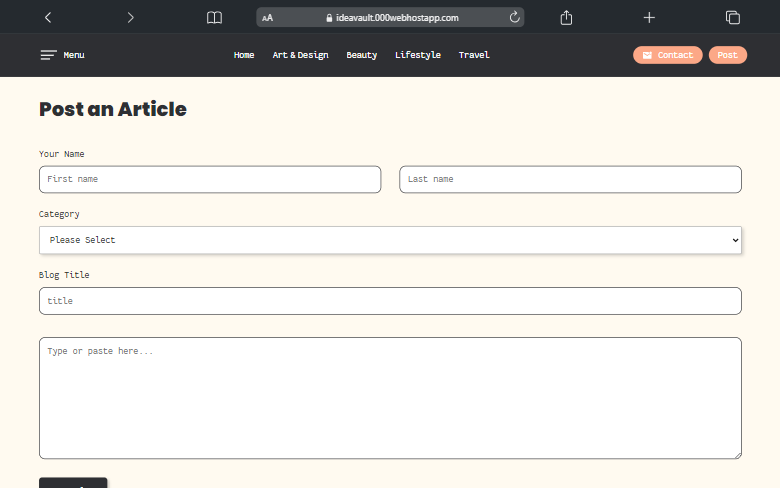 AA ideavault.000webhostapp.com
Menu Home Art & Design Beauty Lifestyle Travel Contact Post
Post an Article
Your Name
First name Last name
Category
Please Select
Blog Title
title
Type or paste here...